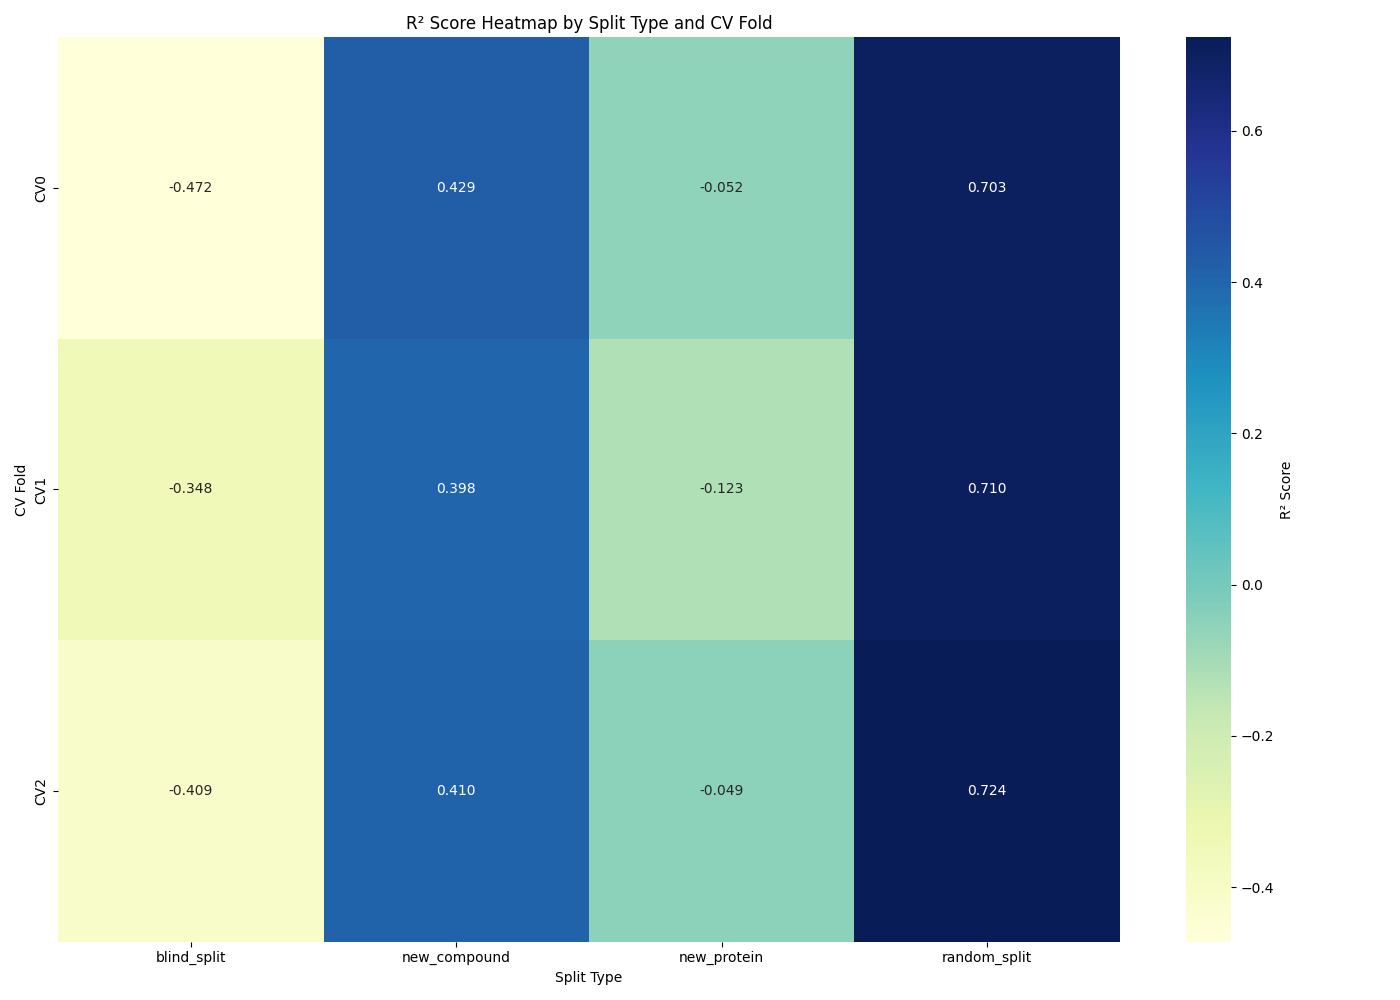 R² Score Heatmap by Split Type and CV Fold
CV Fold
CV0
-0.472 0.429 -0.052 0.703
CV1
-0.348 0.398 -0.123 0.710
CV2
-0.409 0.410 -0.049 0.724
blind_split new_compound new_protein random_split
Split Type
0.6
0.4
0.2
0.0
−0.2
−0.4
R² Score